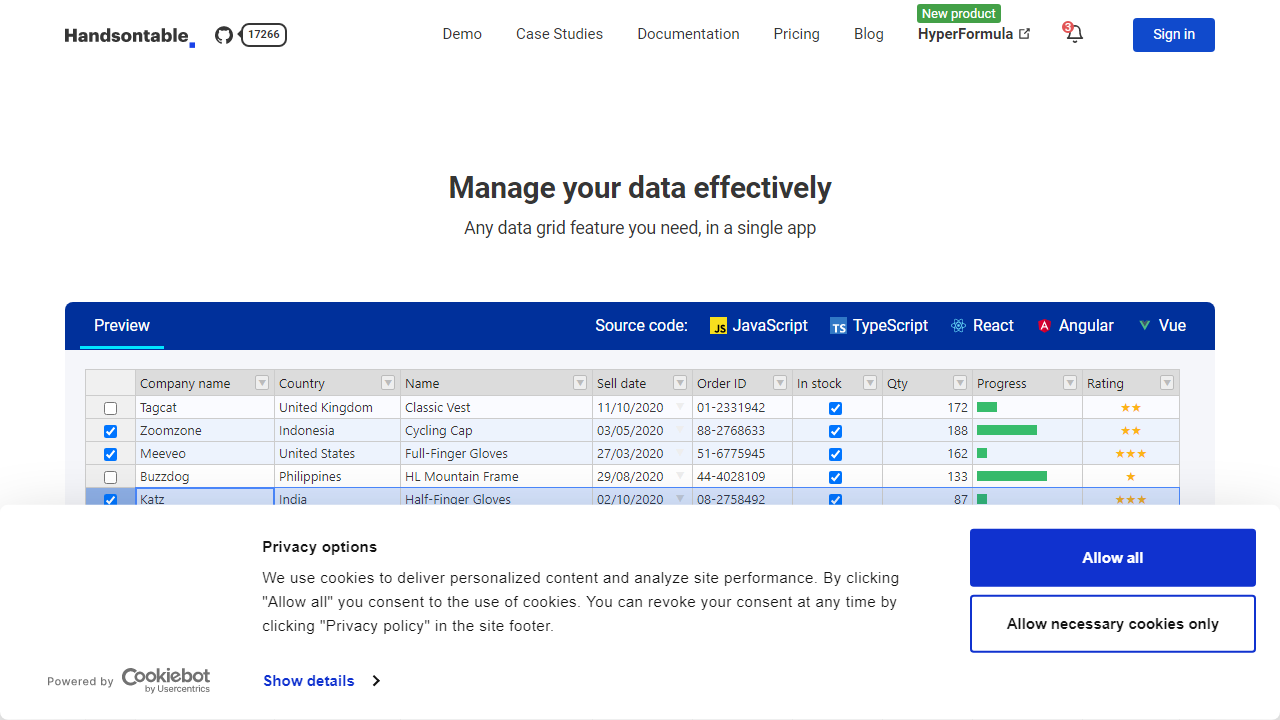 New product
Handsontable 17266 Demo Case Studies Documentation Pricing Blog HyperFormula 3 Sign in
Manage your data effectively
Any data grid feature you need, in a single app
Preview Source code: JS JavaScript TS TypeScript React A Angular Vue
Company name Country Name Sell date Order ID In stock Qty Progress Rating
Tagcat United Kingdom Classic Vest 11/10/2020 01-2331942 172
Zoomzone Indonesia Cycling Cap 03/05/2020 88-2768633 188
Meeveo United States Full-Finger Gloves 27/03/2020 51-6775945 162
Buzzdog Philippines HL Mountain Frame 29/08/2020 44-4028109 133
Katz India Half-Finger Gloves 02/10/2020 08-2758492 87
Privacy options
We use cookies to deliver personalized content and analyze site performance. By clicking
"Allow all" you consent to the use of cookies. You can revoke your consent at any time by
clicking "Privacy policy" in the site footer.
Allow all
Allow necessary cookies only
Powered by Cookiebot
by Usercentrics
Show details